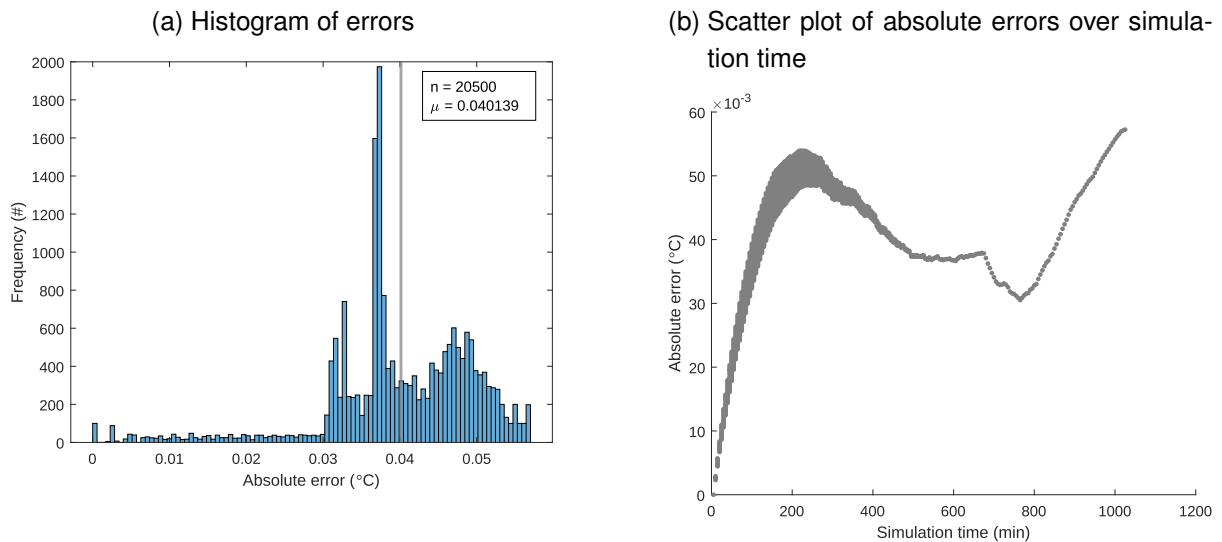 (a) Histogram of errors
2000
1800
1600
1400
1200
1000
800
600
400
200
0
Frequency (#)
n = 20500
μ = 0.040139
0 0.01 0.02 0.03 0.04 0.05
Absolute error (°C)
(b) Scatter plot of absolute errors over simula-
tion time
×10-3
60
50
40
30
20
10
0
Absolute error (°C)
0 200 400 600 800 1000 1200
Simulation time (min)